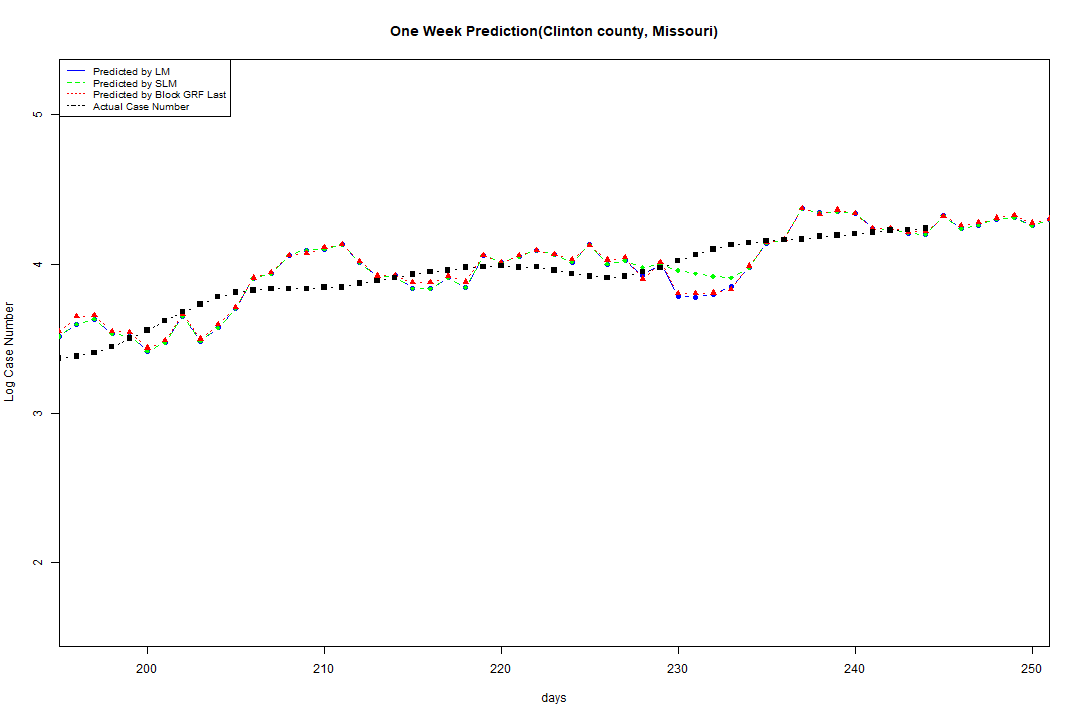 One Week Prediction(Clinton county, Missouri)
Predicted by LM
Predicted by SLM
Predicted by Block GRF Last
Actual Case Number
5
4
3
2
Log Case Number
200
210
220
230
240
250
days